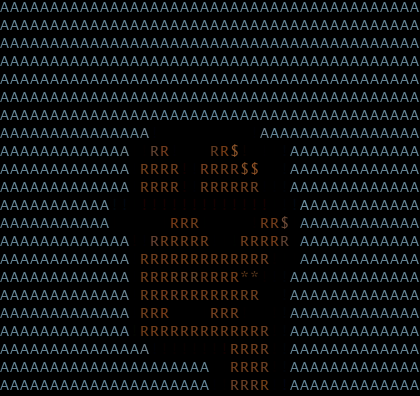 AAAAAAAAAAAAAAAAAAAAAAAAAAAAAAAAAAAAAAAAAA
AAAAAAAAAAAAAAAAAAAAAAAAAAAAAAAAAAAAAAAAAA
AAAAAAAAAAAAAAAAAAAAAAAAAAAAAAAAAAAAAAAAAA
AAAAAAAAAAAAAAAAAAAAAAAAAAAAAAAAAAAAAAAAAA
AAAAAAAAAAAAAAAAAAAAAAAAAAAAAAAAAAAAAAAAAA
AAAAAAAAAAAAAAAAAAAAAAAAAAAAAAAAAAAAAAAAAA
AAAAAAAAAAAAAAAAAAAAAAAAAAAAAAAAAAAAAAAAAA
AAAAAAAAAAAAAAA           AAAAAAAAAAAAAAAA
AAAAAAAAAAAAA  RR    RR$     AAAAAAAAAAAAA
AAAAAAAAAAAAA RRRR  RRRR$$   AAAAAAAAAAAAA
AAAAAAAAAAAAA RRRR  RRRRRR   AAAAAAAAAAAAA
AAAAAAAAAAA                   AAAAAAAAAAAA
AAAAAAAAAAA      RRR      RR$ AAAAAAAAAAAA
AAAAAAAAAAAAA  RRRRRR   RRRRR AAAAAAAAAAAA
AAAAAAAAAAAAA RRRRRRRRRRRRR   AAAAAAAAAAAA
AAAAAAAAAAAAA RRRRRRRRRR**   AAAAAAAAAAAAA
AAAAAAAAAAAAA RRRRRRRRRRRR   AAAAAAAAAAAAA
AAAAAAAAAAAAA RRR    RRR     AAAAAAAAAAAAA
AAAAAAAAAAAAA RRRRRRRRRRRRR  AAAAAAAAAAAAA
AAAAAAAAAAAAAAA        RRRR  AAAAAAAAAAAAA
AAAAAAAAAAAAAAAAAAAAA  RRRR  AAAAAAAAAAAAA
AAAAAAAAAAAAAAAAAAAAA  RRRR  AAAAAAAAAAAAA